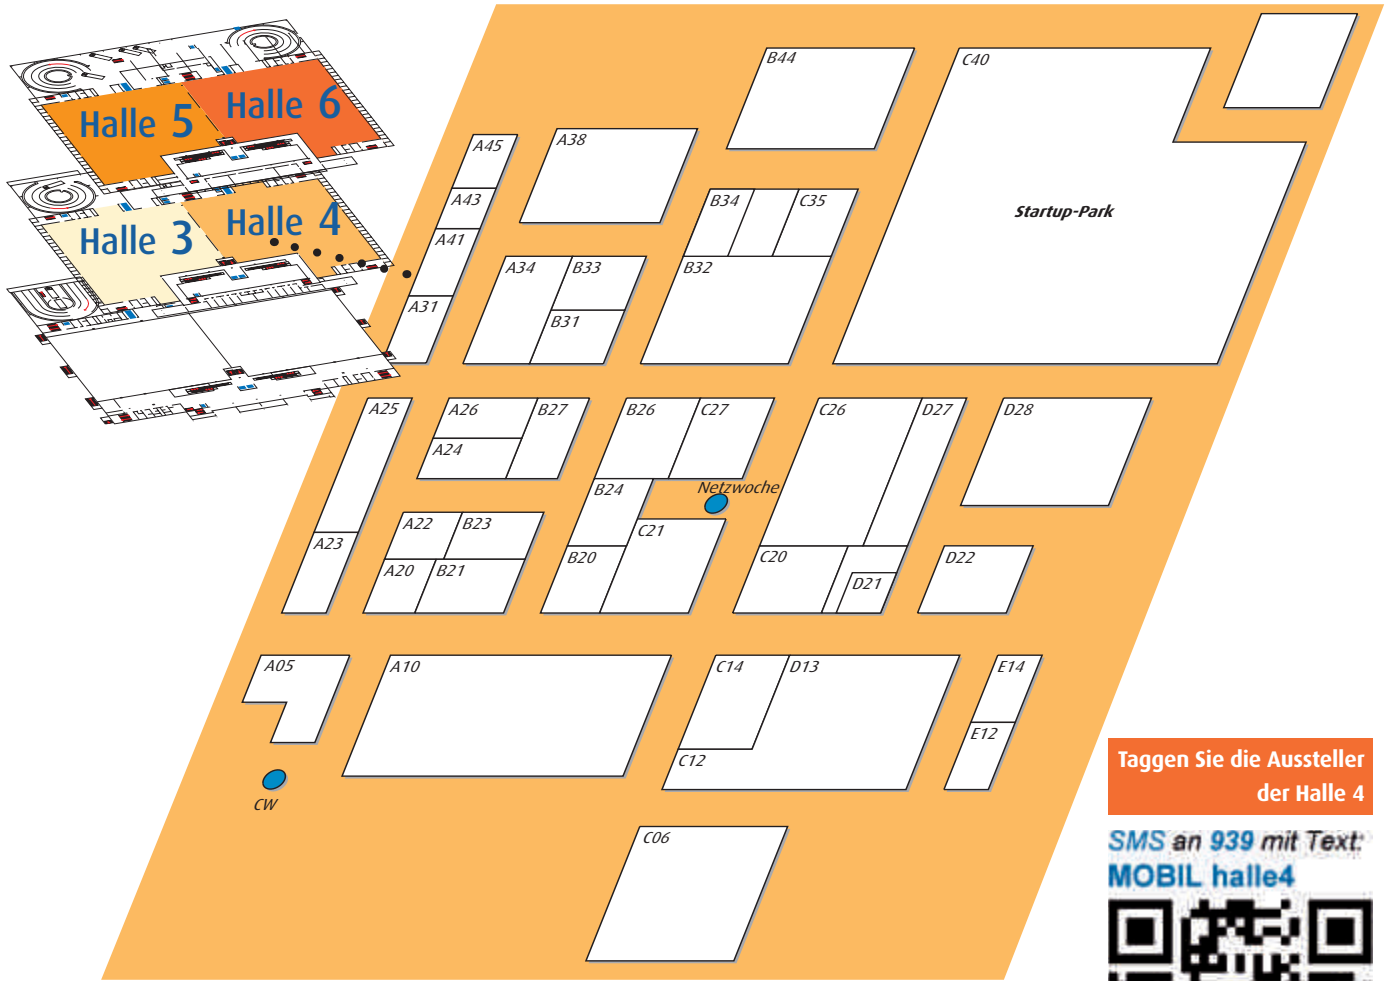 Halle 5
Halle 6
Halle 3
Halle 4
B44
C40
A45
A38
A43
B34
C35
A41
Startup-Park
A34
B33
B32
A31
B31
A25
A26
B27
B26
C27
C26
D27
D28
A24
B24
Netzwoche
A22
B23
C21
A23
A20
B21
B20
C20
D21
D22
A05
A10
C14
D13
E14
C12
E12
CW
C06
Taggen Sie die Aussteller
der Halle 4
SMS an 939 mit Text:
MOBIL halle4